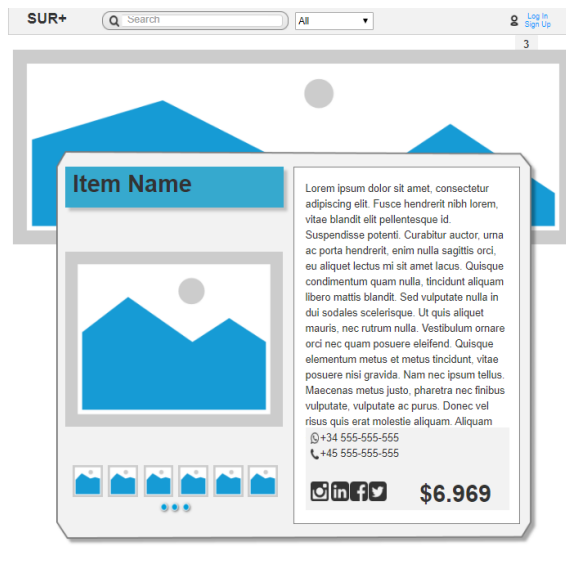 SUR+
Search
All
Log In
Sign Up
3
Item Name
Lorem ipsum dolor sit amet, consectetur
adipiscing elit. Fusce hendrerit nibh lorem,
vitae blandit elit pellentesque id.
Suspendisse potenti. Curabitur auctor, urna
ac porta hendrerit, enim nulla sagittis orci,
eu aliquet lectus mi sit amet lacus. Quisque
condimentum quam nulla, tincidunt aliquam
libero mattis blandit. Sed vulputate nulla in
dui sodales scelerisque. Ut quis aliquet
mauris, nec rutrum nulla. Vestibulum ornare
orci nec quam posuere eleifend. Quisque
elementum metus et metus tincidunt, vitae
posuere nisi gravida. Nam nec ipsum tellus.
Maecenas metus justo, pharetra nec finibus
vulputate, vulputate ac purus. Donec vel
risus quis erat molestie aliquam. Aliquam
+34 555-555-555
+45 555-555-555
$6.969